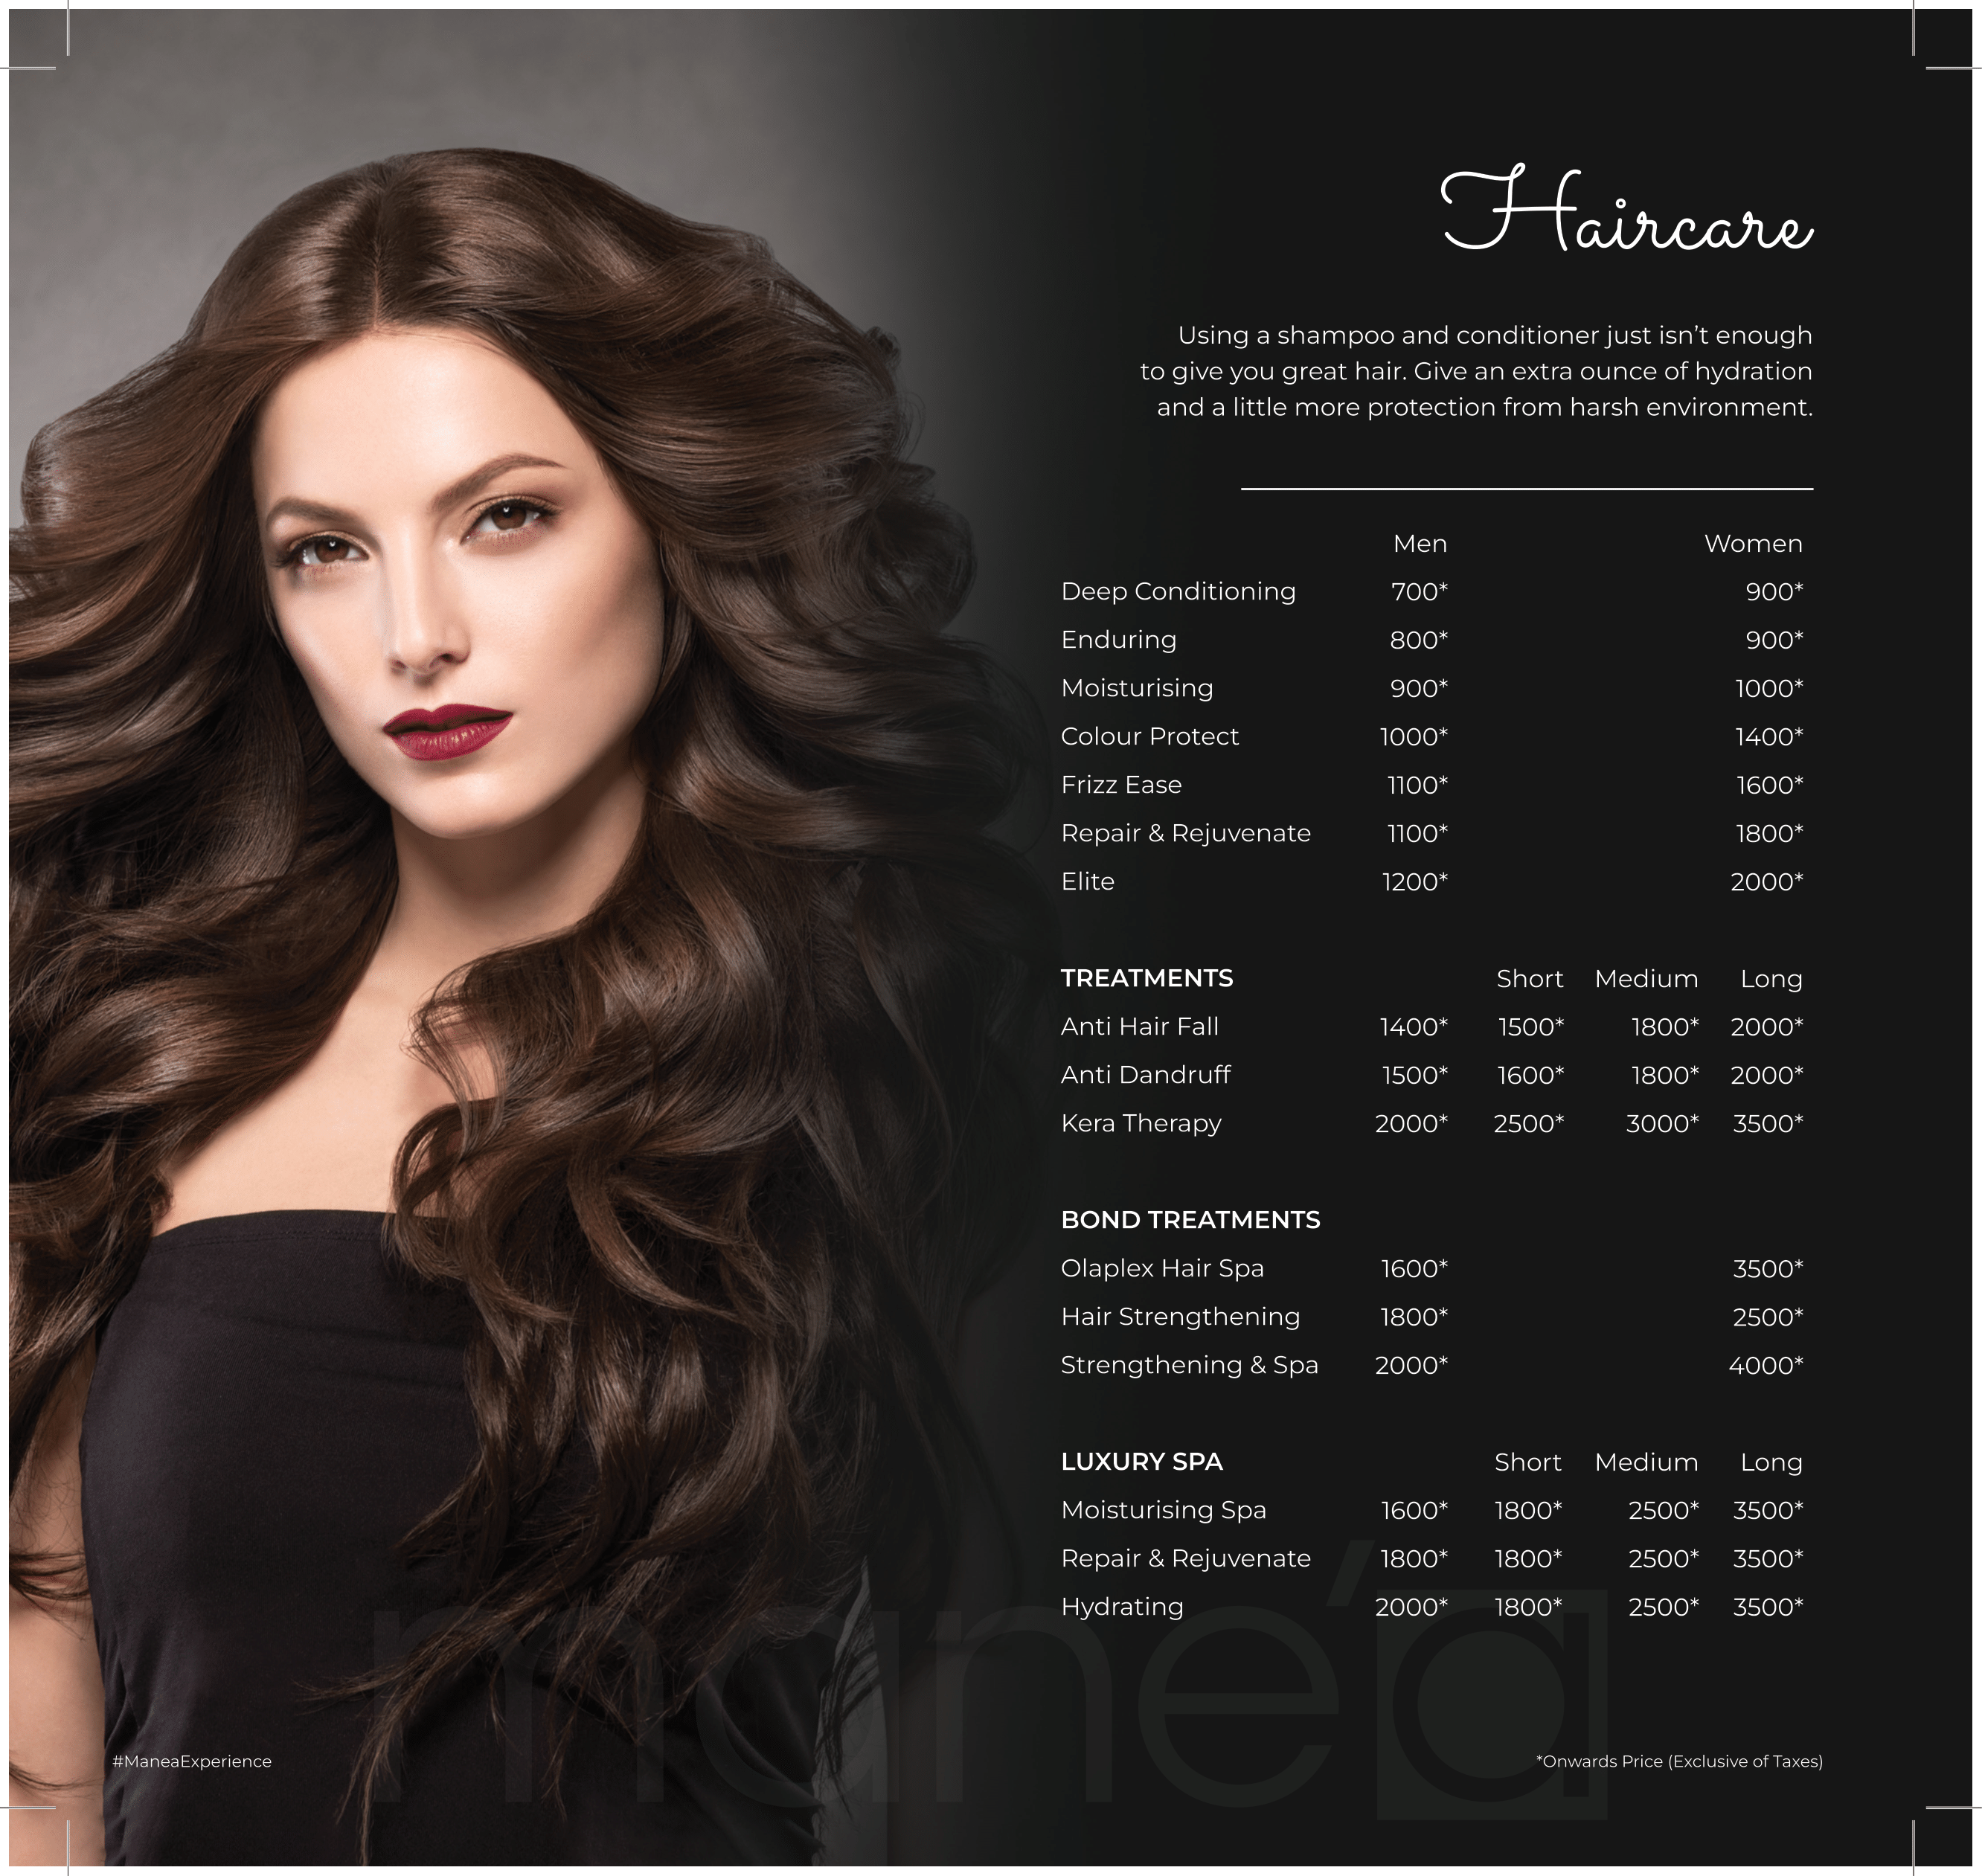 Haircare
Using a shampoo and conditioner just isn’t enough
to give you great hair. Give an extra ounce of hydration
and a little more protection from harsh environment.
Men Women
Deep Conditioning 700* 900*
Enduring 800* 900*
Moisturising 900* 1000*
Colour Protect 1000* 1400*
Frizz Ease 1100* 1600*
Repair & Rejuvenate 1100* 1800*
Elite 1200* 2000*
TREATMENTS Short Medium Long
Anti Hair Fall 1400* 1500* 1800* 2000*
Anti Dandruff 1500* 1600* 1800* 2000*
Kera Therapy 2000* 2500* 3000* 3500*
BOND TREATMENTS
Olaplex Hair Spa 1600* 3500*
Hair Strengthening 1800* 2500*
Strengthening & Spa 2000* 4000*
LUXURY SPA Short Medium Long
Moisturising Spa 1600* 1800* 2500* 3500*
Repair & Rejuvenate 1800* 1800* 2500* 3500*
Hydrating 2000* 1800* 2500* 3500*
mane’a
#ManeaExperience *Onwards Price (Exclusive of Taxes)